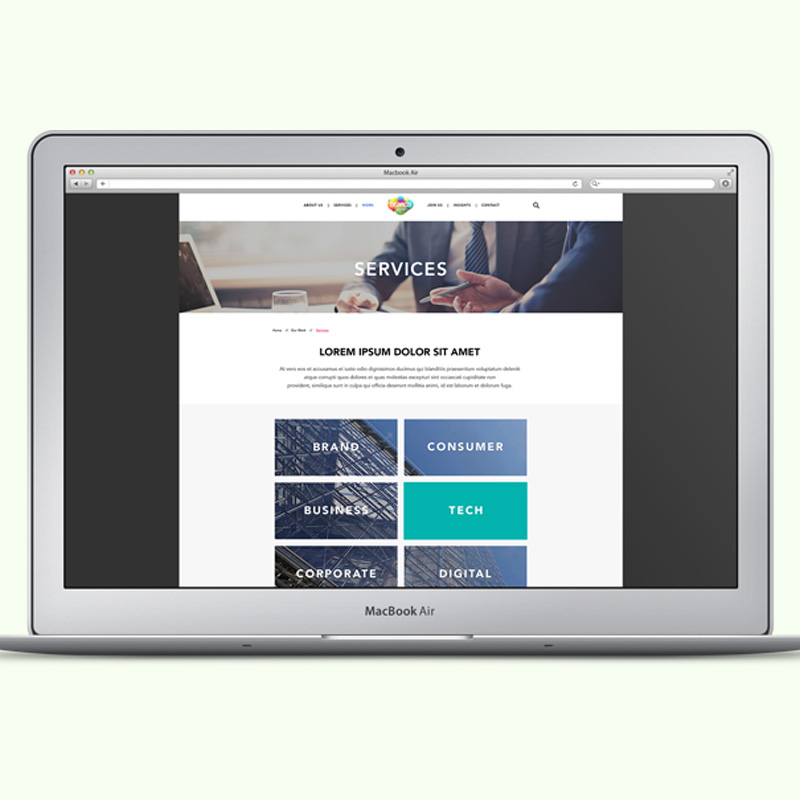 Macbook Air
ABOUT US | SERVICES | WORK
JOIN US | INSIGHTS | CONTACT
SERVICES
Home // Our Work // Services
LOREM IPSUM DOLOR SIT AMET
At vero eos et accusamus et iusto odio dignissimos ducimus qui blanditiis praesentium voluptatum deleniti
atque corrupti quos dolores et quas molestias excepturi sint occaecati cupiditate non
provident, similique sunt in culpa qui officia deserunt mollitia animi, id est laborum et dolorum fuga.
BRAND
CONSUMER
BUSINESS
TECH
CORPORATE
DIGITAL
MacBook Air